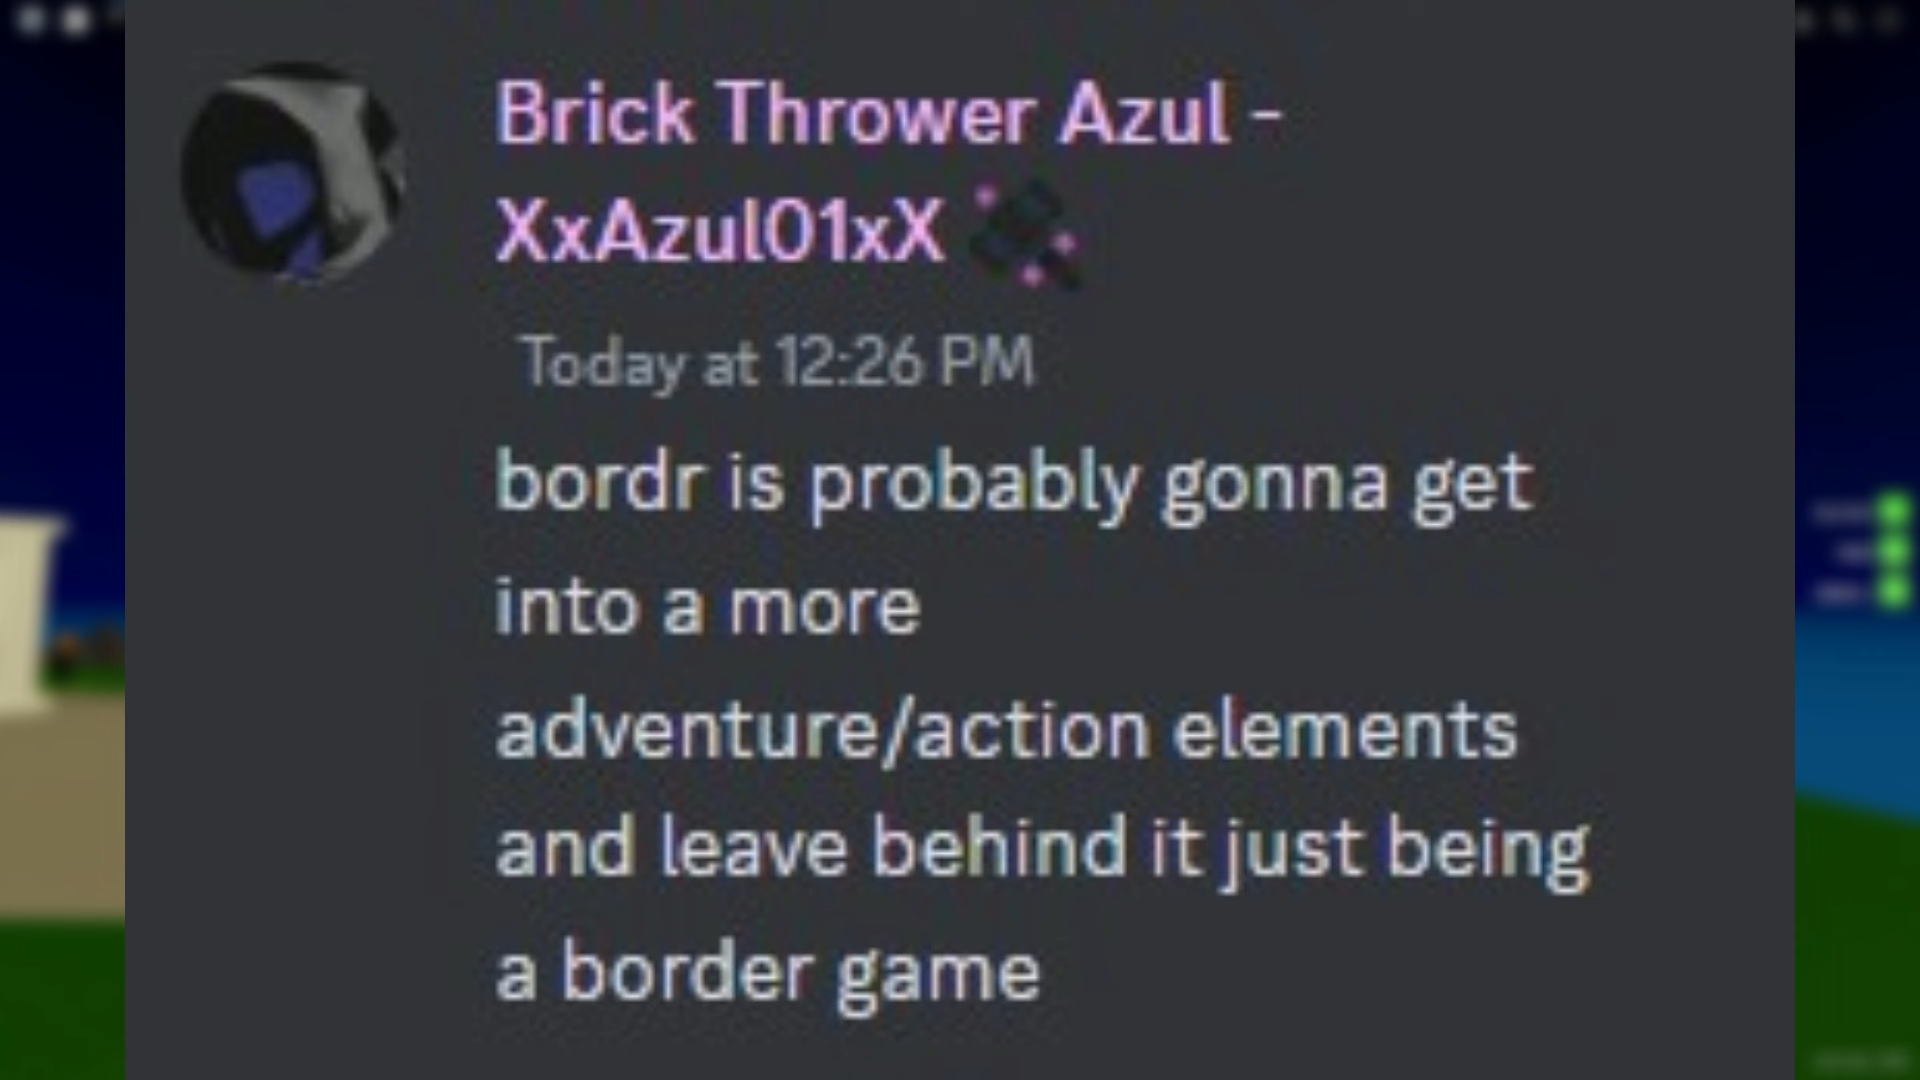 Brick Thrower Azul -
XxAzul01xX
Today at 12:26 PM
bordr is probably gonna get
into a more
adventure/action elements
and leave behind it just being
a border game